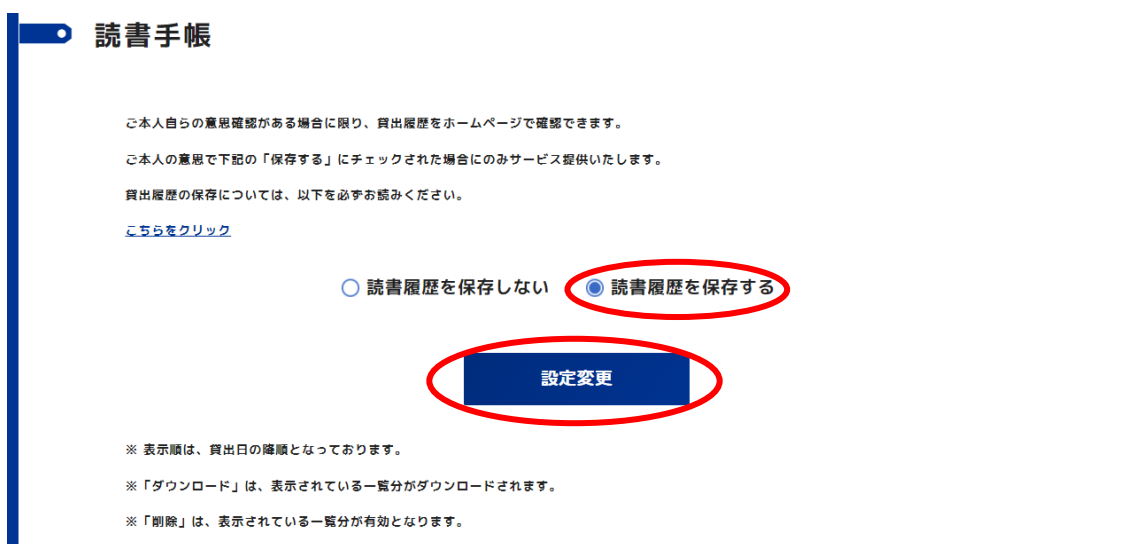 読書手帳
ご本人自らの意思確認がある場合に限り、貸出履歴をホームページで確認できます。
ご本人の意思で下記の「保存する」にチェックされた場合にのみサービス提供いたします。
貸出履歴の保存については、以下を必ずお読みください。
こちらをクリック
読書履歴を保存しない 読書履歴を保存する
設定変更
※ 表示順は、貸出日の降順となっております。
※「ダウンロード」は、表示されている一覧分がダウンロードされます。
※「削除」は、表示されている一覧分が有効となります。